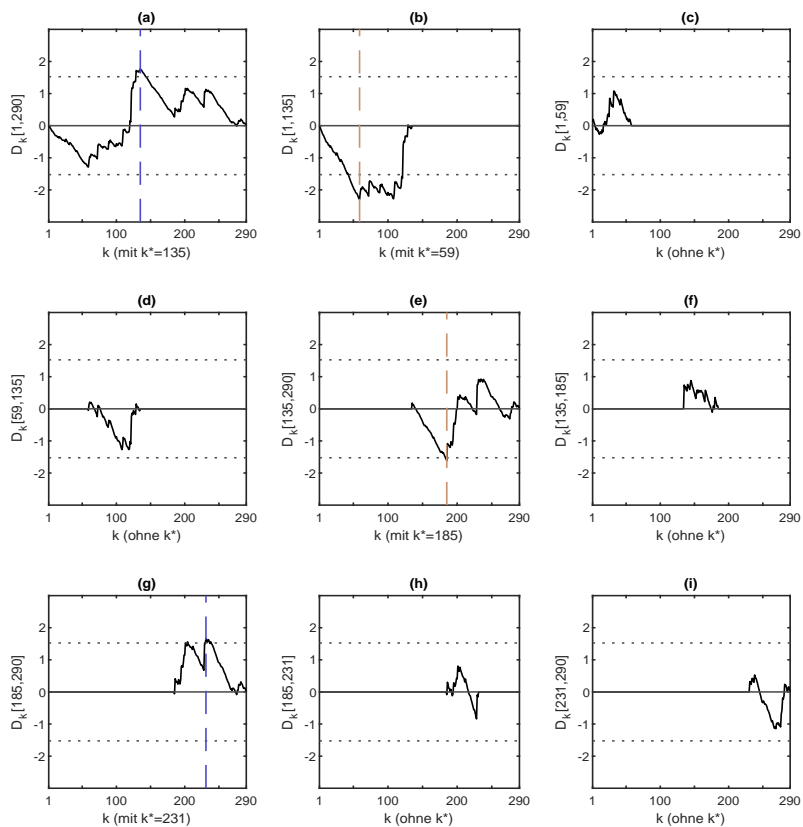 (a)
2
1
0
-1
-2
D_k[1,290]
1 100 200 290
k (mit k*=135)
(b)
2
1
0
-1
-2
D_k[1,135]
1 100 200 290
k (mit k*=59)
(c)
2
1
0
-1
-2
D_k[1,59]
1 100 200 290
k (ohne k*)
(d)
2
1
0
-1
-2
D_k[59,135]
1 100 200 290
k (ohne k*)
(e)
2
1
0
-1
-2
D_k[135,290]
1 100 200 290
k (mit k*=185)
(f)
2
1
0
-1
-2
D_k[135,185]
1 100 200 290
k (ohne k*)
(g)
2
1
0
-1
-2
D_k[185,290]
1 100 200 290
k (mit k*=231)
(h)
2
1
0
-1
-2
D_k[185,231]
1 100 200 290
k (ohne k*)
(i)
2
1
0
-1
-2
D_k[231,290]
1 100 200 290
k (ohne k*)